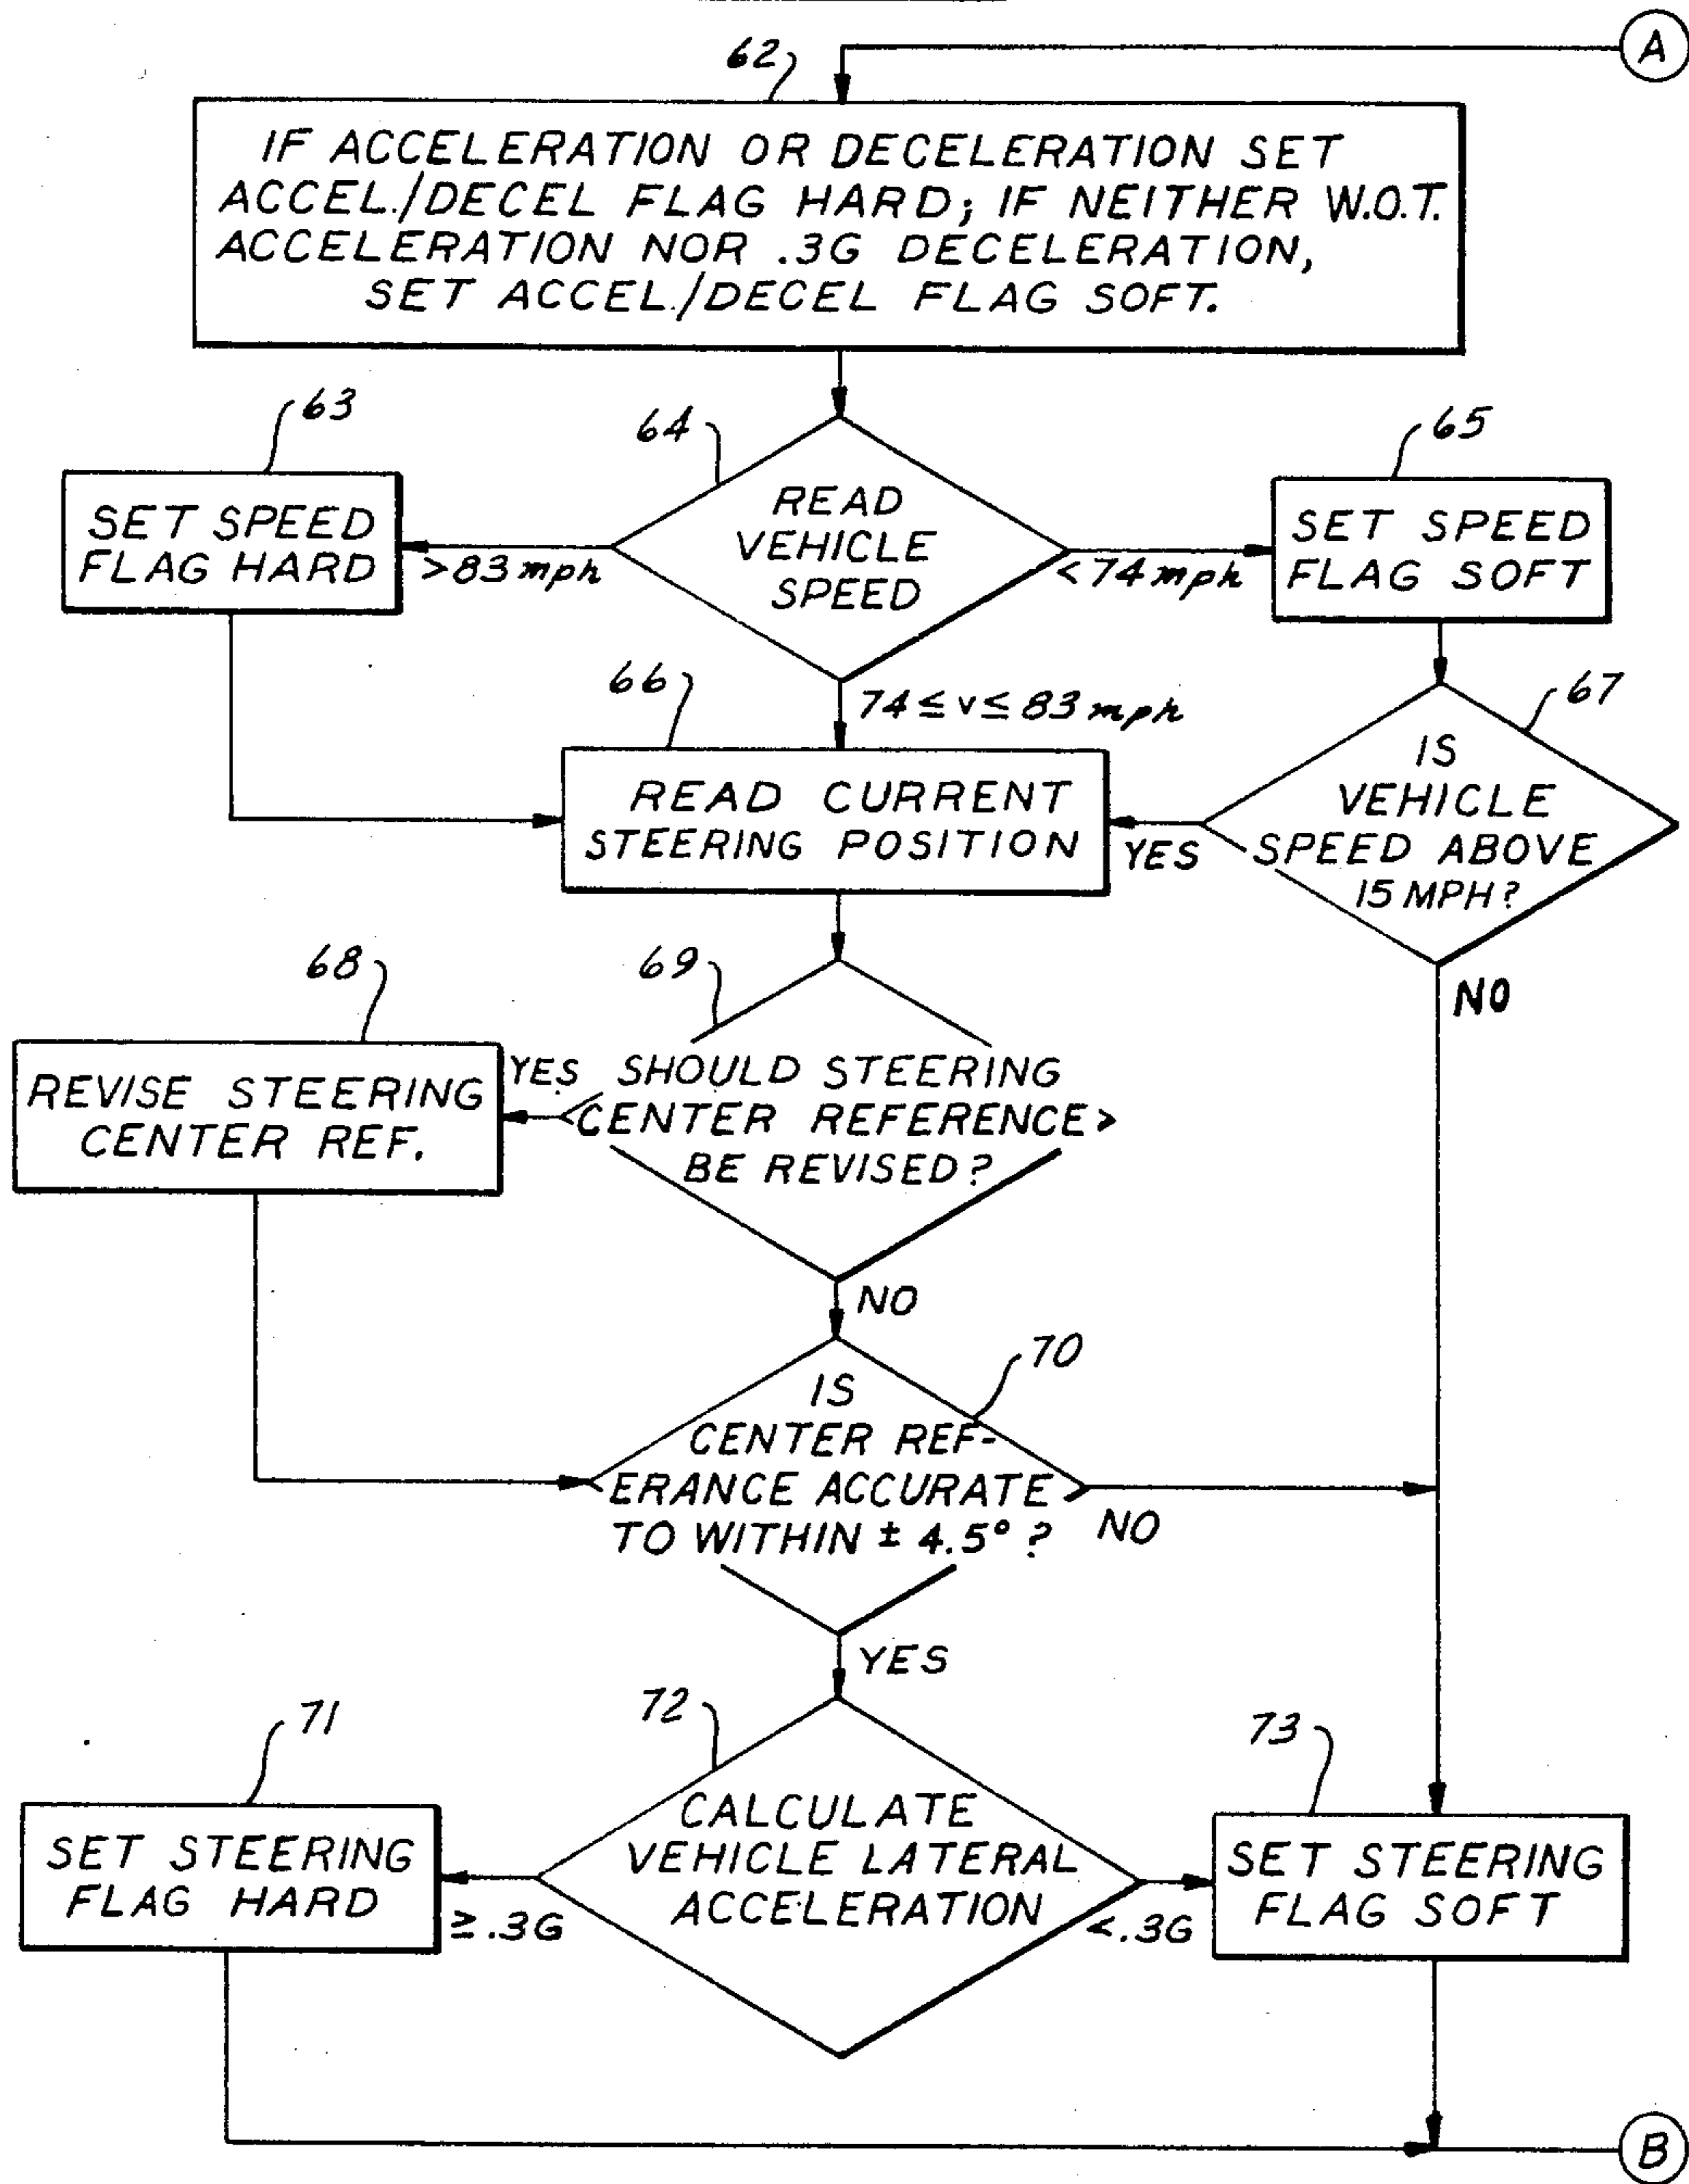 A
62
IF ACCELERATION OR DECELERATION SET
ACCEL./DECEL FLAG HARD; IF NEITHER W.O.T.
ACCELERATION NOR .3G DECELERATION,
SET ACCEL./DECEL FLAG SOFT.
63
64
65
SET SPEED
FLAG HARD
>83 mph
READ
VEHICLE
SPEED
<74 mph
SET SPEED
FLAG SOFT
66
74 ≤ v ≤ 83 mph
67
READ CURRENT
STEERING POSITION
YES
IS
VEHICLE
SPEED ABOVE
15 MPH?
NO
68
69
REVISE STEERING
CENTER REF.
YES
SHOULD STEERING
CENTER REFERENCE
BE REVISED?
NO
70
IS
CENTER REF-
ERANCE ACCURATE
TO WITHIN ± 4.5° ?
NO
YES
71
72
73
SET STEERING
FLAG HARD
≥ .3G
CALCULATE
VEHICLE LATERAL
ACCELERATION
<.3G
SET STEERING
FLAG SOFT
B